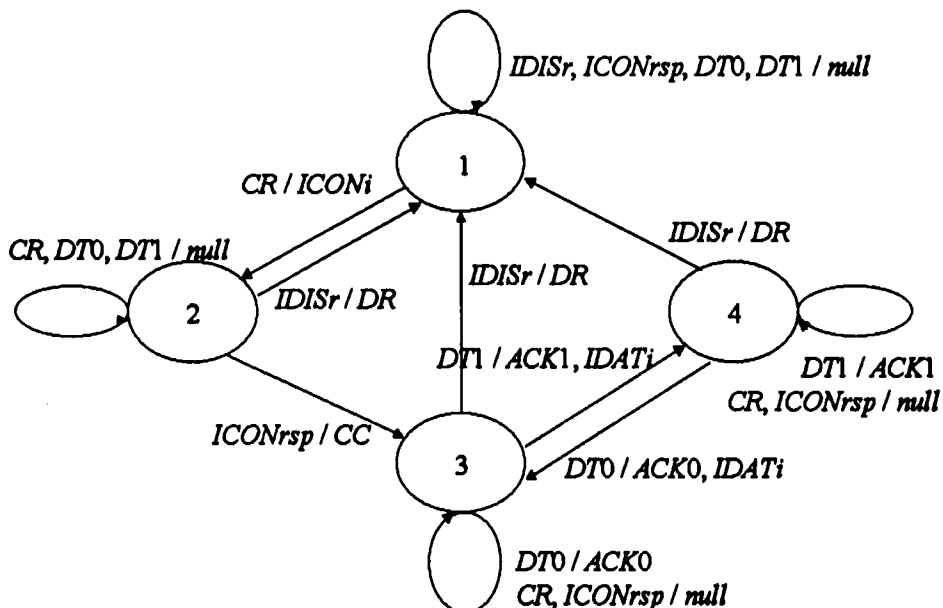 IDISr, ICONrsp, DT0, DT1 / null
1
CR / ICONi
IDISr / DR
CR, DT0, DT1 / null
IDISr / DR
IDISr / DR
2
4
DT1 / ACK1, IDATi
DT1 / ACK1
CR, ICONrsp / null
ICONrsp / CC
3
DT0 / ACK0, IDATi
DT0 / ACK0
CR, ICONrsp / null